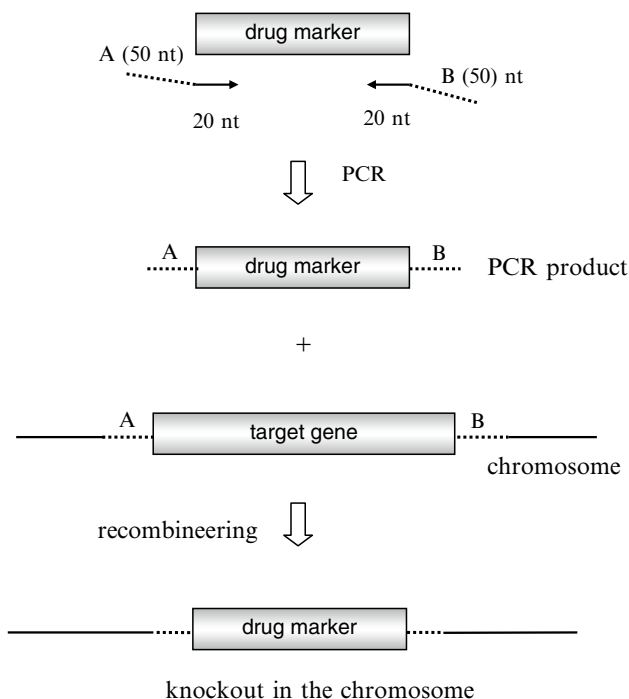 drug marker
A (50 nt)
B (50) nt
20 nt
20 nt
PCR
A
drug marker
B
PCR product
+
A
target gene
B
chromosome
recombineering
drug marker
knockout in the chromosome